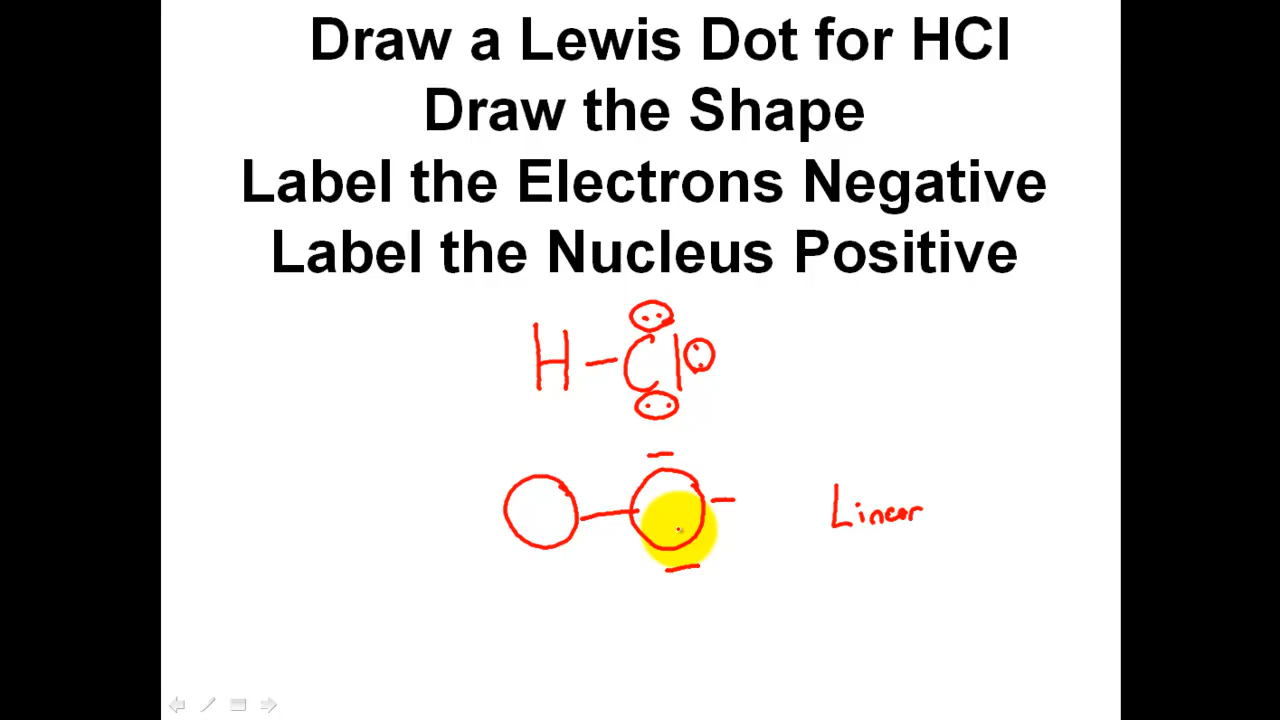 Draw a Lewis Dot for HCl
Draw the Shape
Label the Electrons Negative
Label the Nucleus Positive
H - Cl
Linear